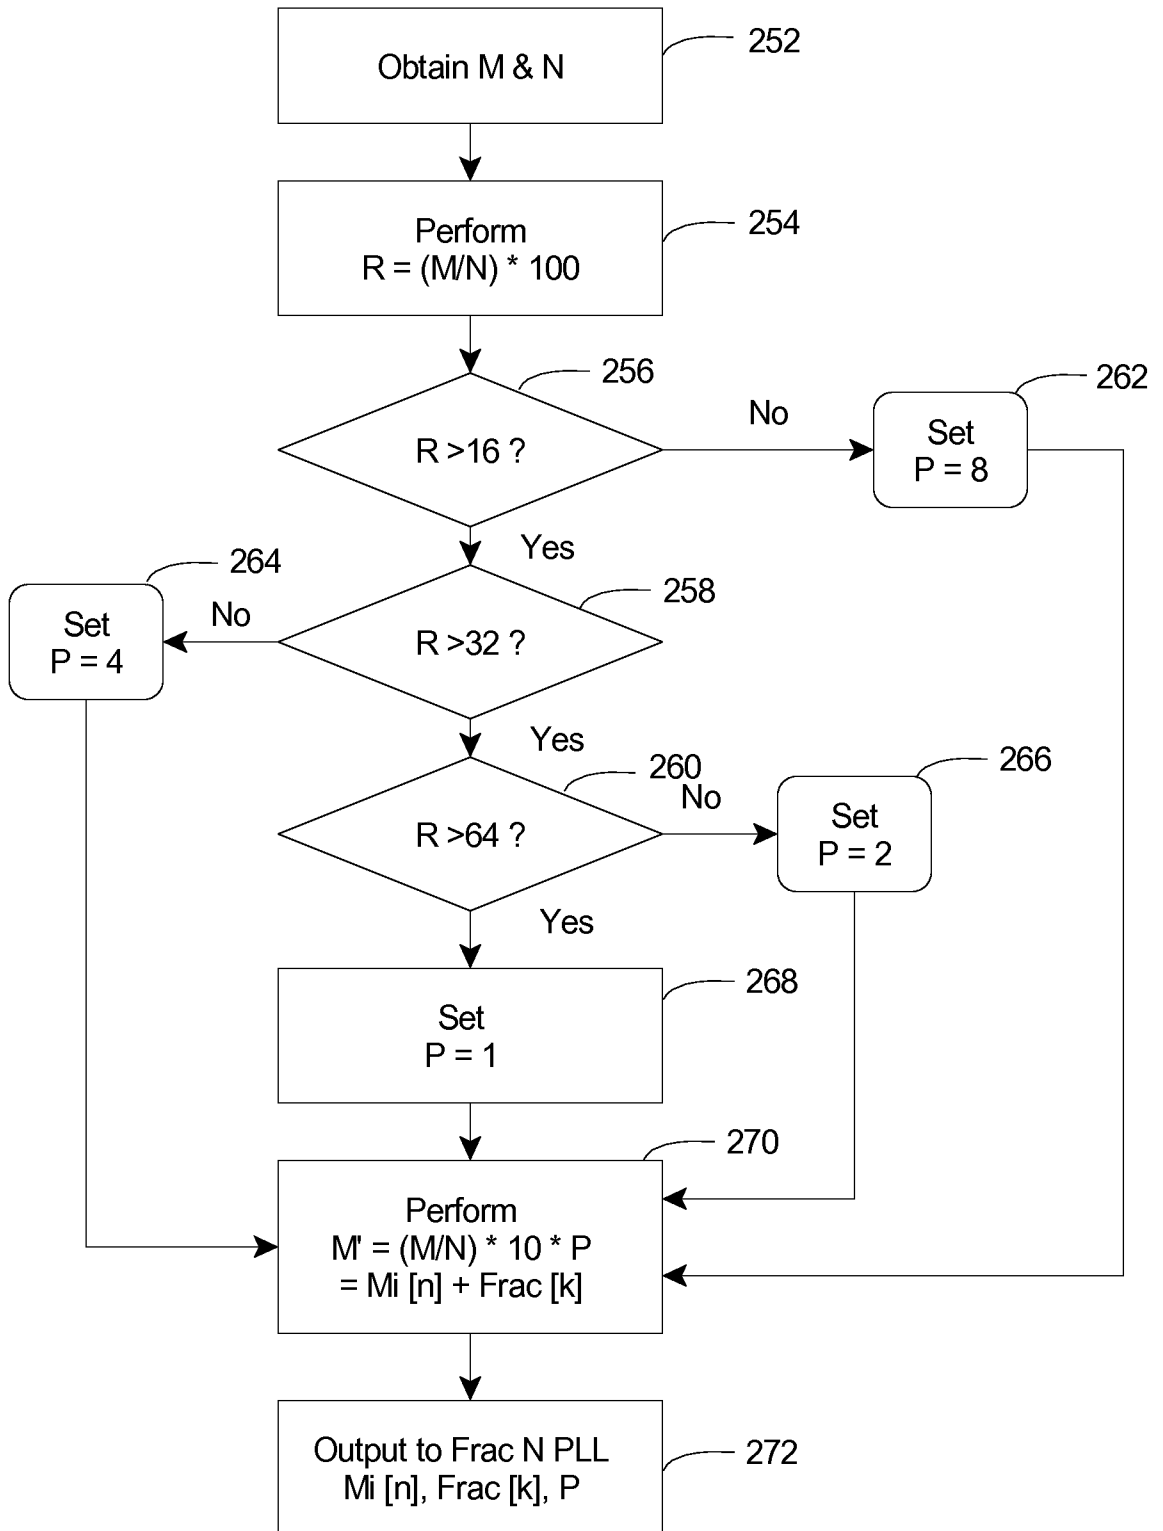 Obtain M & N
252
Perform
R = (M/N) * 100
254
256
R >16 ?
No
Set
P = 8
262
Yes
264
Set
P = 4
No
258
R >32 ?
Yes
260
R >64 ?
No
266
Set
P = 2
Yes
268
Set
P = 1
270
Perform
M' = (M/N) * 10 * P
= Mi [n] + Frac [k]
Output to Frac N PLL
Mi [n], Frac [k], P
272